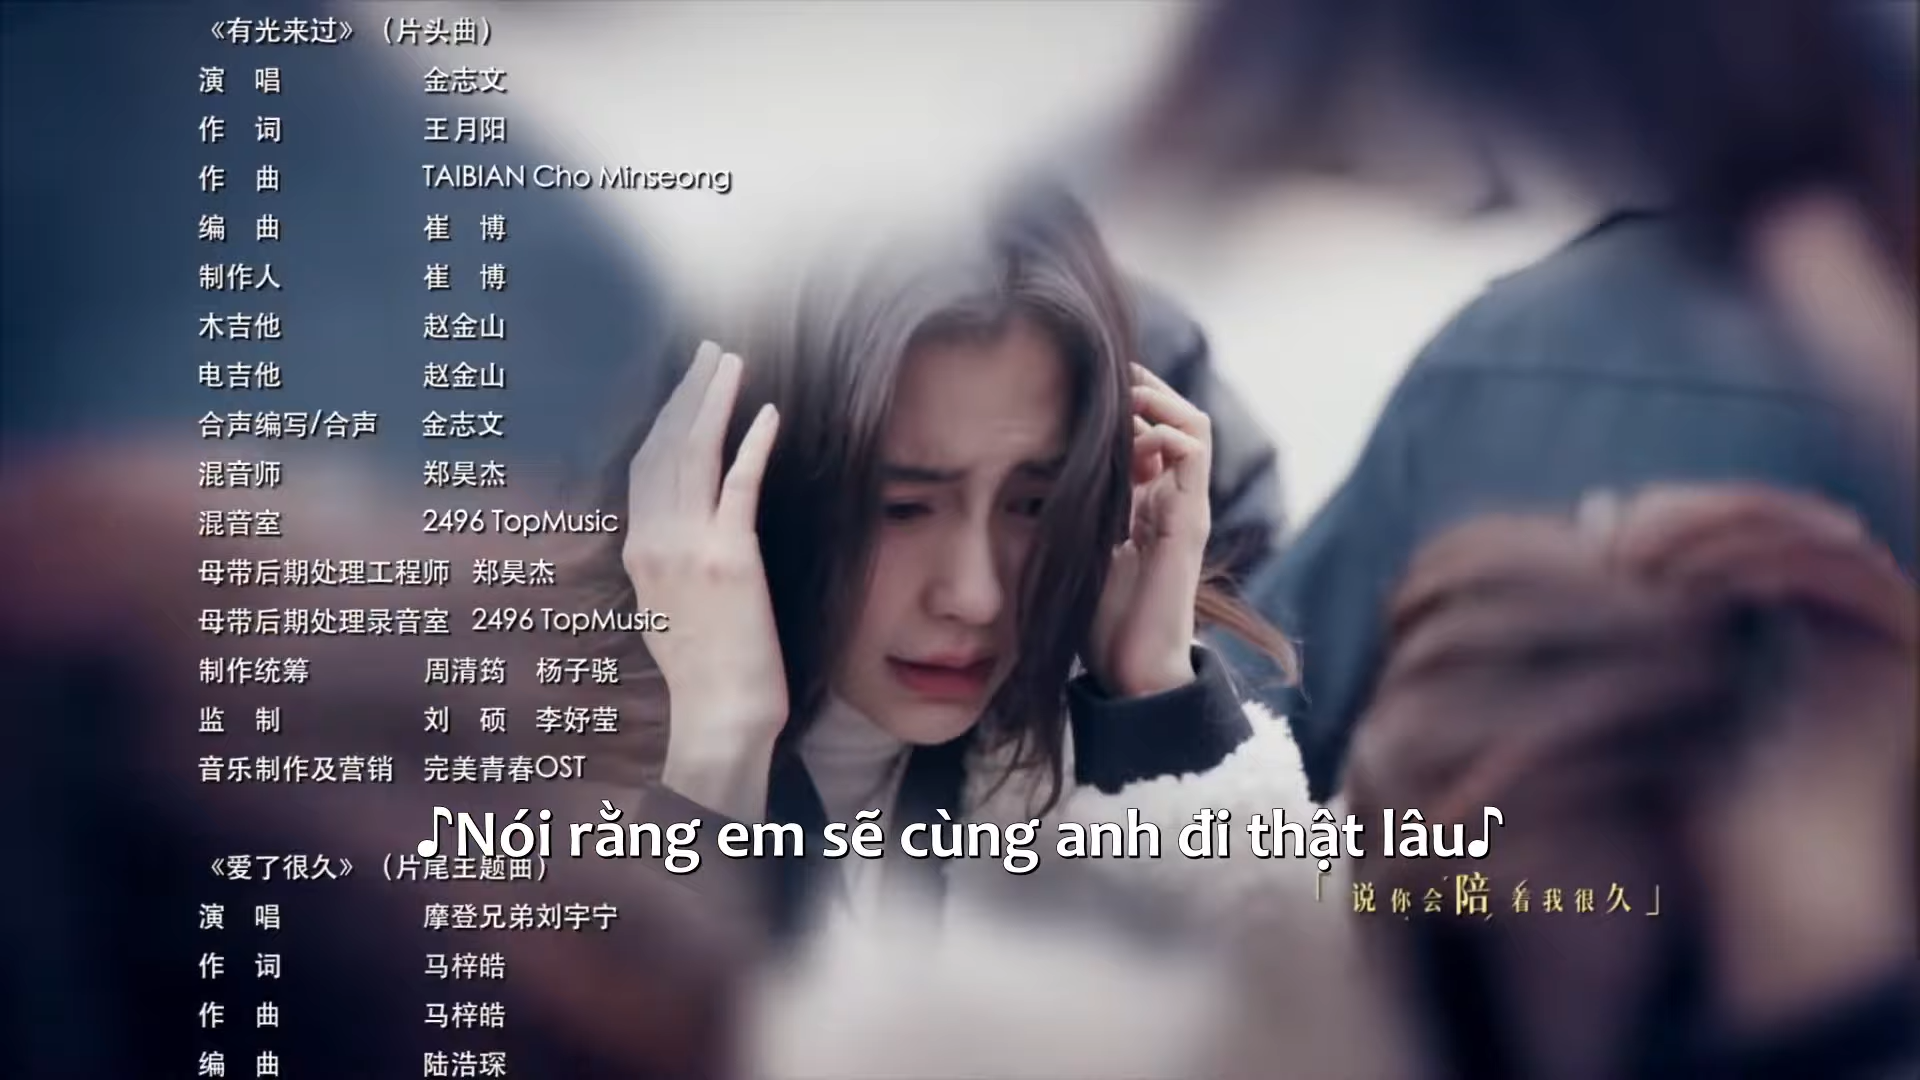 《有光来过》（片头曲）
演 唱 金志文
作 词 王月阳
作 曲 TAIBIAN Cho Minseong
编 曲 崔 博
制作人 崔 博
木吉他 赵金山
电吉他 赵金山
合声编写/合声 金志文
混音师 郑昊杰
混音室 2496 TopMusic
母带后期处理工程师 郑昊杰
母带后期处理录音室 2496 TopMusic
制作统筹 周清筠 杨子骁
监 制 刘 硕 李妤莹
音乐制作及营销 完美青春OST
♪Nói rằng em sẽ cùng anh đi thật lâu♪
《爱了很久》（片尾主题曲）
「说你会陪着我很久」
演 唱 摩登兄弟刘宇宁
作 词 马梓皓
作 曲 马梓皓
编 曲 陆浩琛